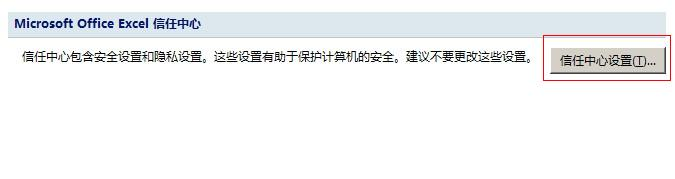 Microsoft Office Excel 信任中心
信任中心包含安全设置和隐私设置。这些设置有助于保护计算机的安全。建议不要更改这些设置。 信任中心设置(T)...